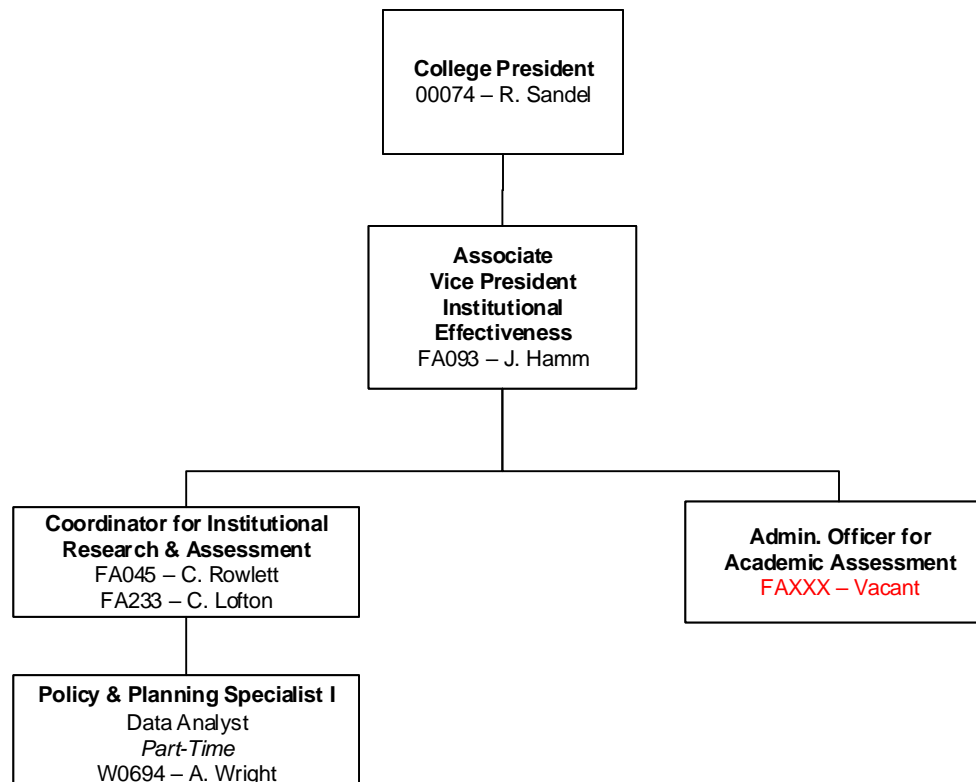 College President
00074 – R. Sandel
Associate
Vice President
Institutional
Effectiveness
FA093 – J. Hamm
Coordinator for Institutional
Research & Assessment
FA045 – C. Rowlett
FA233 – C. Lofton
Admin. Officer for
Academic Assessment
FAXXX – Vacant
Policy & Planning Specialist I
Data Analyst
Part-Time
W0694 – A. Wright